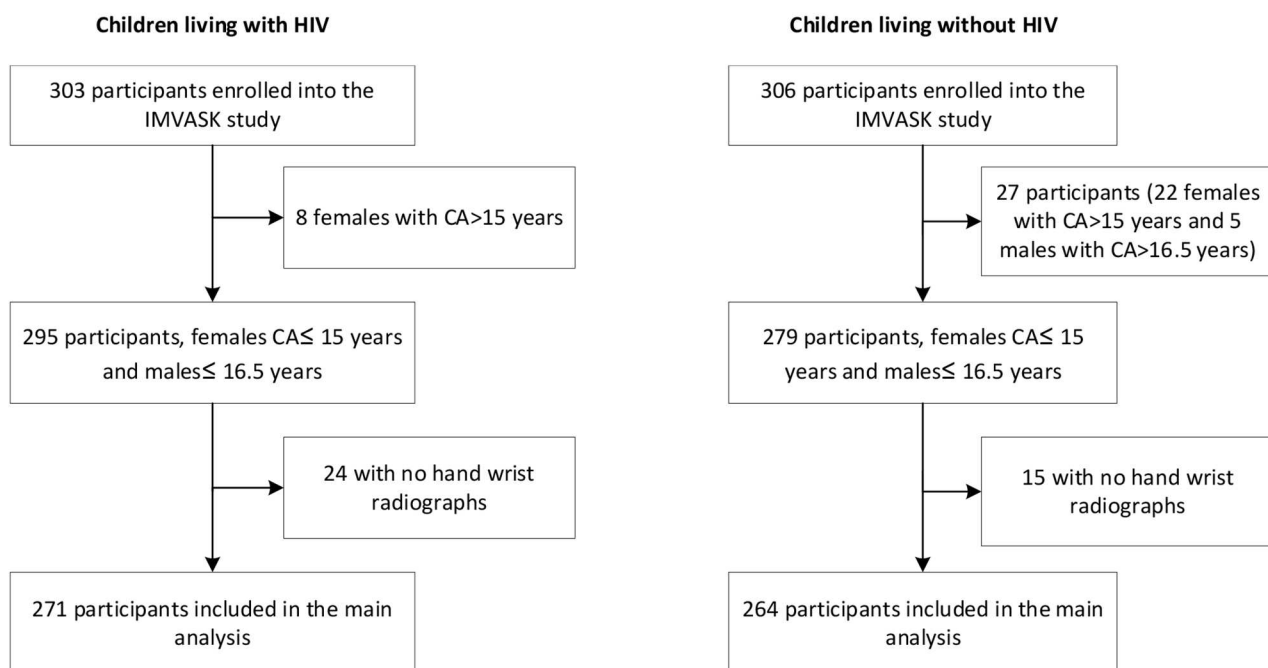 Children living with HIV
303 participants enrolled into the
IMVASK study
8 females with CA>15 years
295 participants, females CA≤ 15 years
and males≤ 16.5 years
24 with no hand wrist
radiographs
271 participants included in the main
analysis
Children living without HIV
306 participants enrolled into the
IMVASK study
27 participants (22 females
with CA>15 years and 5
males with CA>16.5 years)
279 participants, females CA≤ 15
years and males≤ 16.5 years
15 with no hand wrist
radiographs
264 participants included in the main
analysis